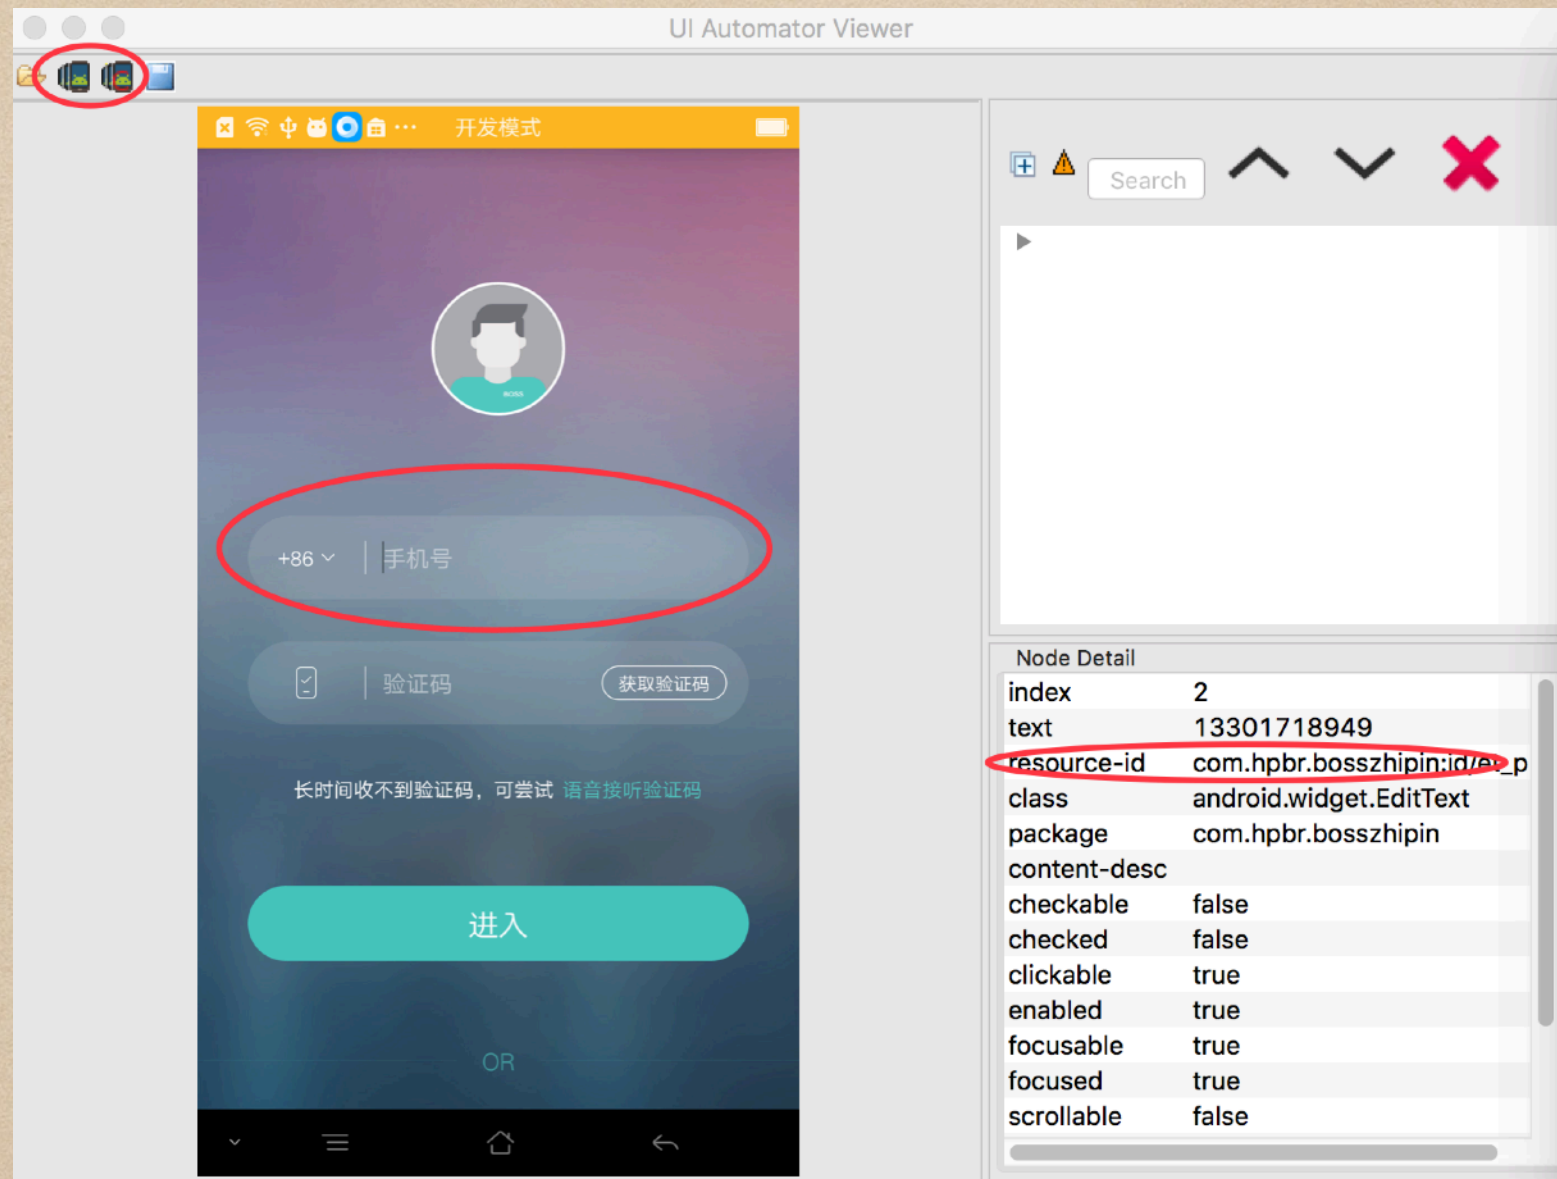 UI Automator Viewer
开发模式
Search
BOSS
+86
手机号
验证码
获取验证码
长时间收不到验证码，可尝试 语音接听验证码
进入
OR
Node Detail
index 2
text 13301718949
resource-id com.hpbr.bosszhipin:id/et_p
class android.widget.EditText
package com.hpbr.bosszhipin
content-desc
checkable false
checked false
clickable true
enabled true
focusable true
focused true
scrollable false